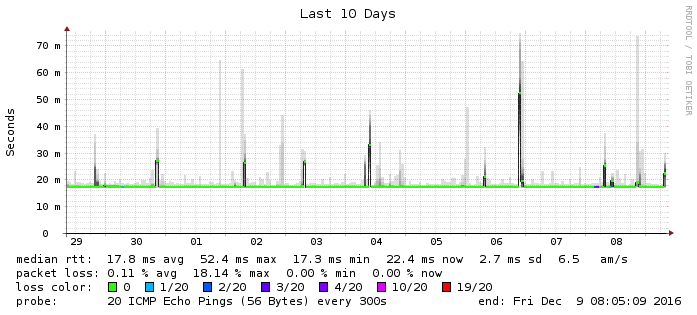 Last 10 Days
RRDTOOL / TOBI OETIKER
Seconds
70 m
60 m
50 m
40 m
30 m
20 m
10 m
0
29 30 01 02 03 04 05 06 07 08
median rtt: 17.8 ms avg 52.4 ms max 17.3 ms min 22.4 ms now 2.7 ms sd 6.5 am/s
packet loss: 0.11 % avg 18.14 % max 0.00 % min 0.00 % now
loss color: 0 1/20 2/20 3/20 4/20 10/20 19/20
probe: 20 ICMP Echo Pings (56 Bytes) every 300s end: Fri Dec 9 08:05:09 2016